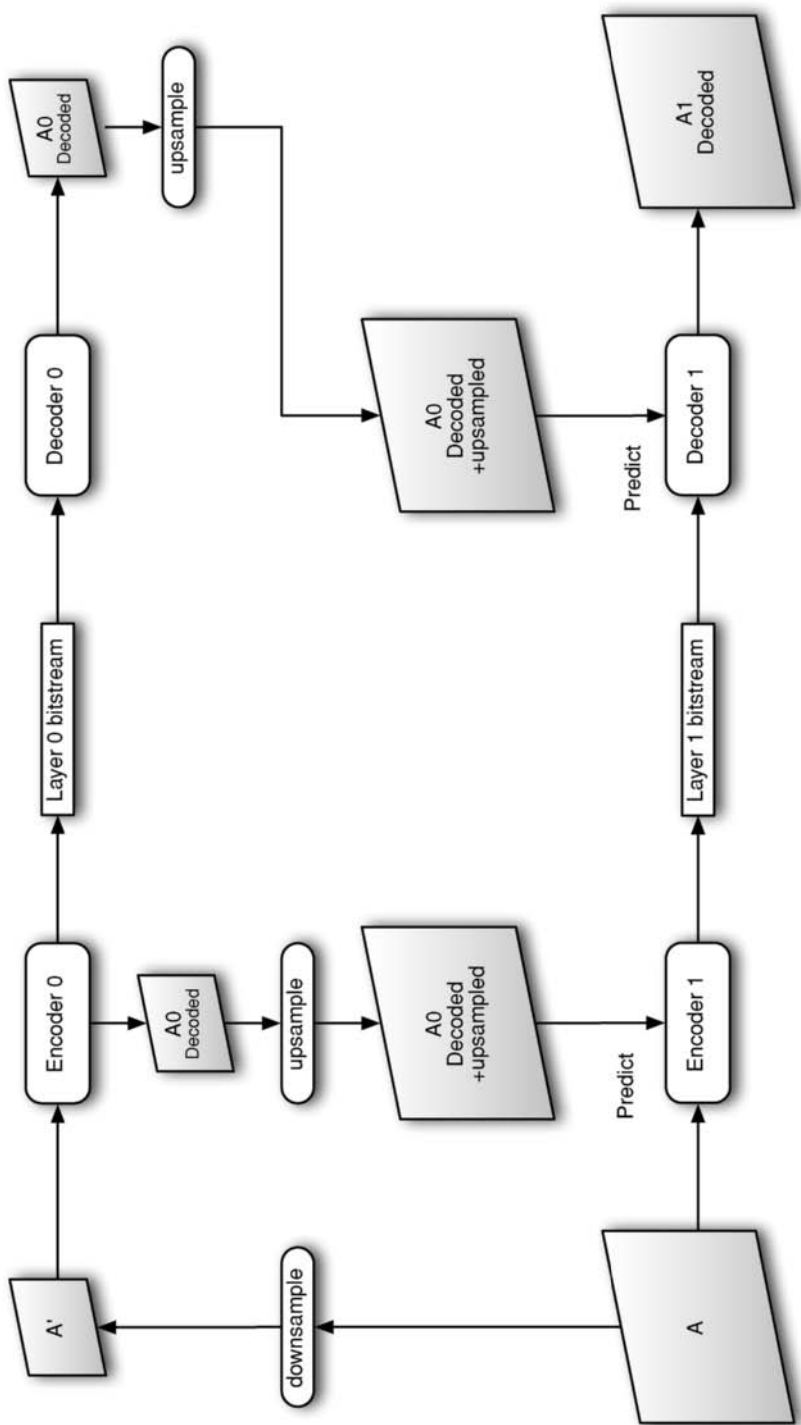 A'
Encoder 0
Layer 0 bitstream
Decoder 0
A0
Decoded
A0
Decoded
upsample
downsample
upsample
A0
Decoded
+upsampled
A0
Decoded
+upsampled
Predict
Predict
A
Encoder 1
Layer 1 bitstream
Decoder 1
A1
Decoded